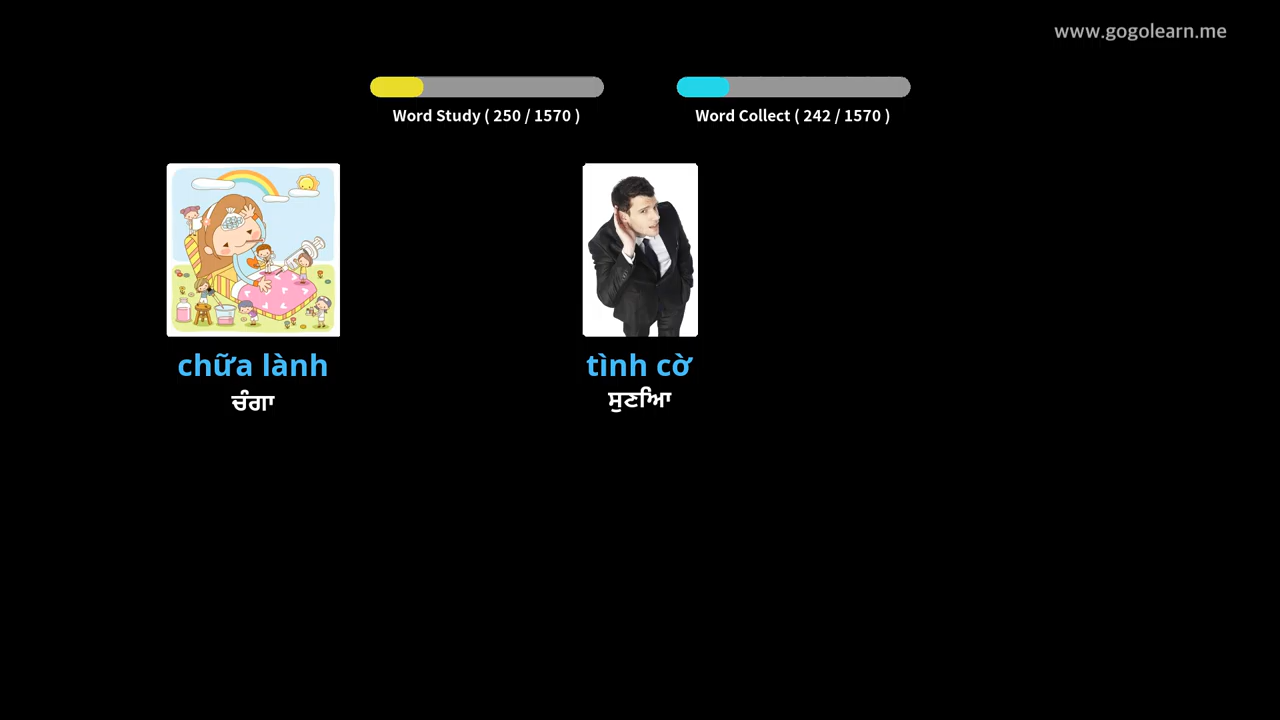 www.gogolearn.me
Word Study ( 250 / 1570 )
Word Collect ( 242 / 1570 )
chữa lành
tình cờ
ਚੰਗਾ
ਸੁਣਿਆ